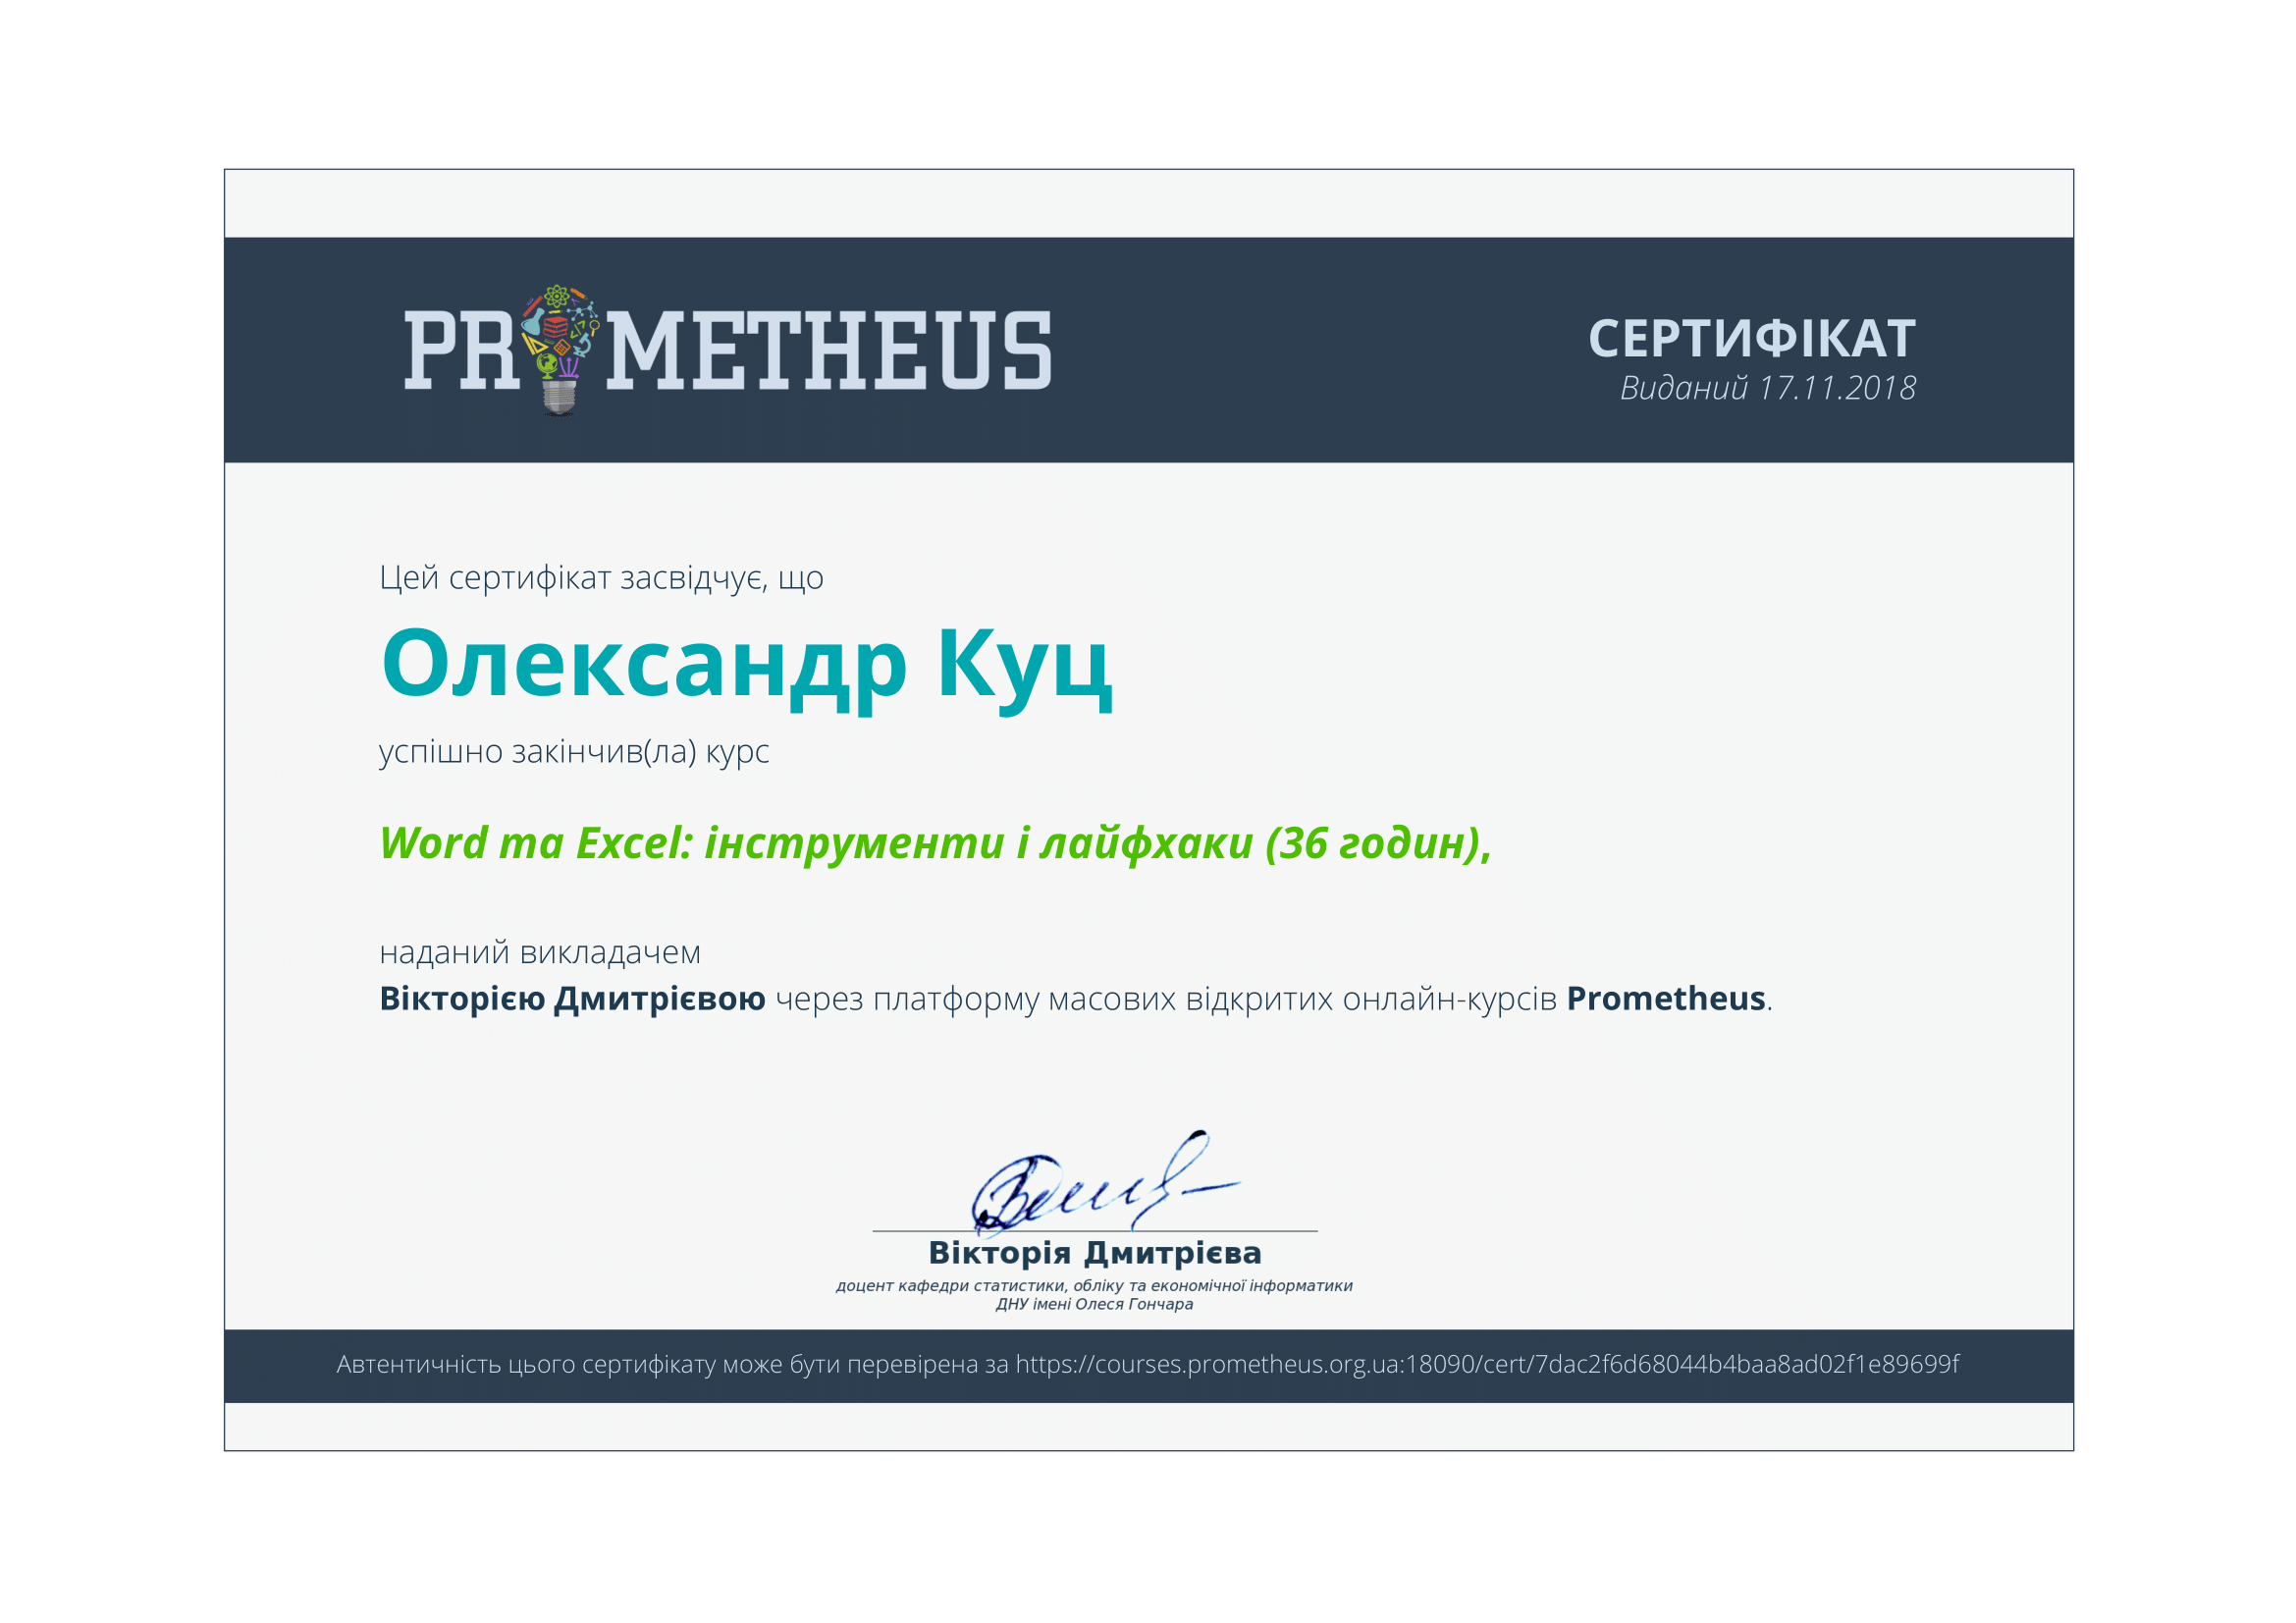 PROMETHEUS
СЕРТИФІКАТ
Виданий 17.11.2018
Цей сертифікат засвідчує, що
Олександр Куц
успішно закінчив(ла) курс
Word та Excel: інструменти і лайфхаки (36 годин),
наданий викладачем
Вікторією Дмитрієвою через платформу масових відкритих онлайн-курсів Prometheus.
Вікторія Дмитрієва
доцент кафедри статистики, обліку та економічної інформатики
ДНУ імені Олеся Гончара
Автентичність цього сертифікату може бути перевірена за https://courses.prometheus.org.ua:18090/cert/7dac2f6d68044b4baa8ad02f1e89699f